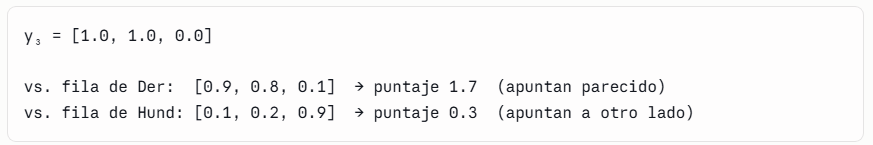 y₃ = [1.0, 1.0, 0.0]
vs. fila de Der: [0.9, 0.8, 0.1] → puntaje 1.7 (apuntan parecido)
vs. fila de Hund: [0.1, 0.2, 0.9] → puntaje 0.3 (apuntan a otro lado)